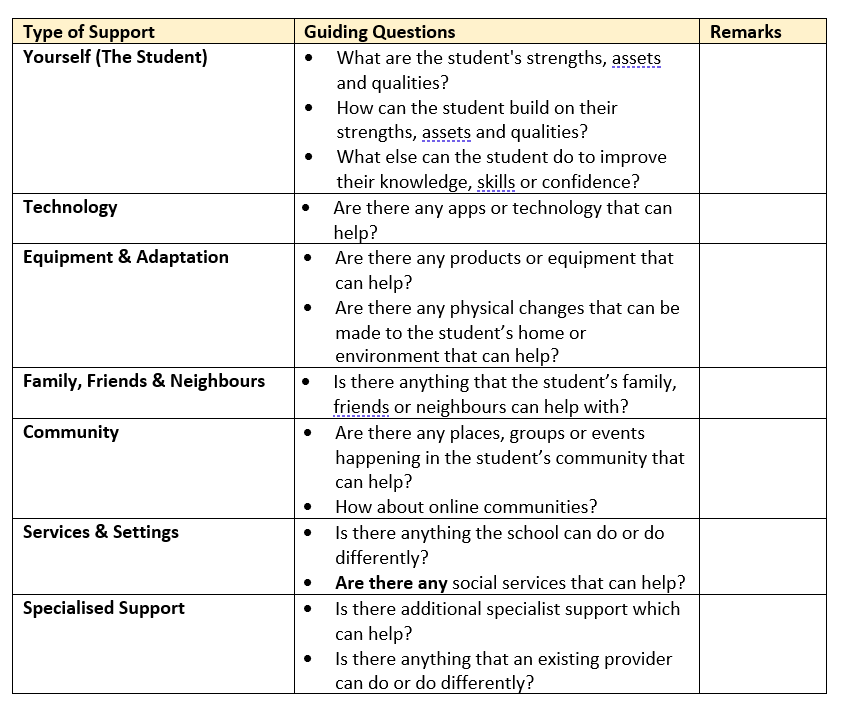 Type of Support
Guiding Questions
Remarks
Yourself (The Student)
• What are the student's strengths, assets
and qualities?
• How can the student build on their
strengths, assets and qualities?
• What else can the student do to improve
their knowledge, skills or confidence?
Technology
• Are there any apps or technology that can
help?
Equipment & Adaptation
• Are there any products or equipment that
can help?
• Are there any physical changes that can be
made to the student’s home or
environment that can help?
Family, Friends & Neighbours
• Is there anything that the student’s family,
friends or neighbours can help with?
Community
• Are there any places, groups or events
happening in the student’s community that
can help?
• How about online communities?
Services & Settings
• Is there anything the school can do or do
differently?
• Are there any social services that can help?
Specialised Support
• Is there additional specialist support which
can help?
• Is there anything that an existing provider
can do or do differently?